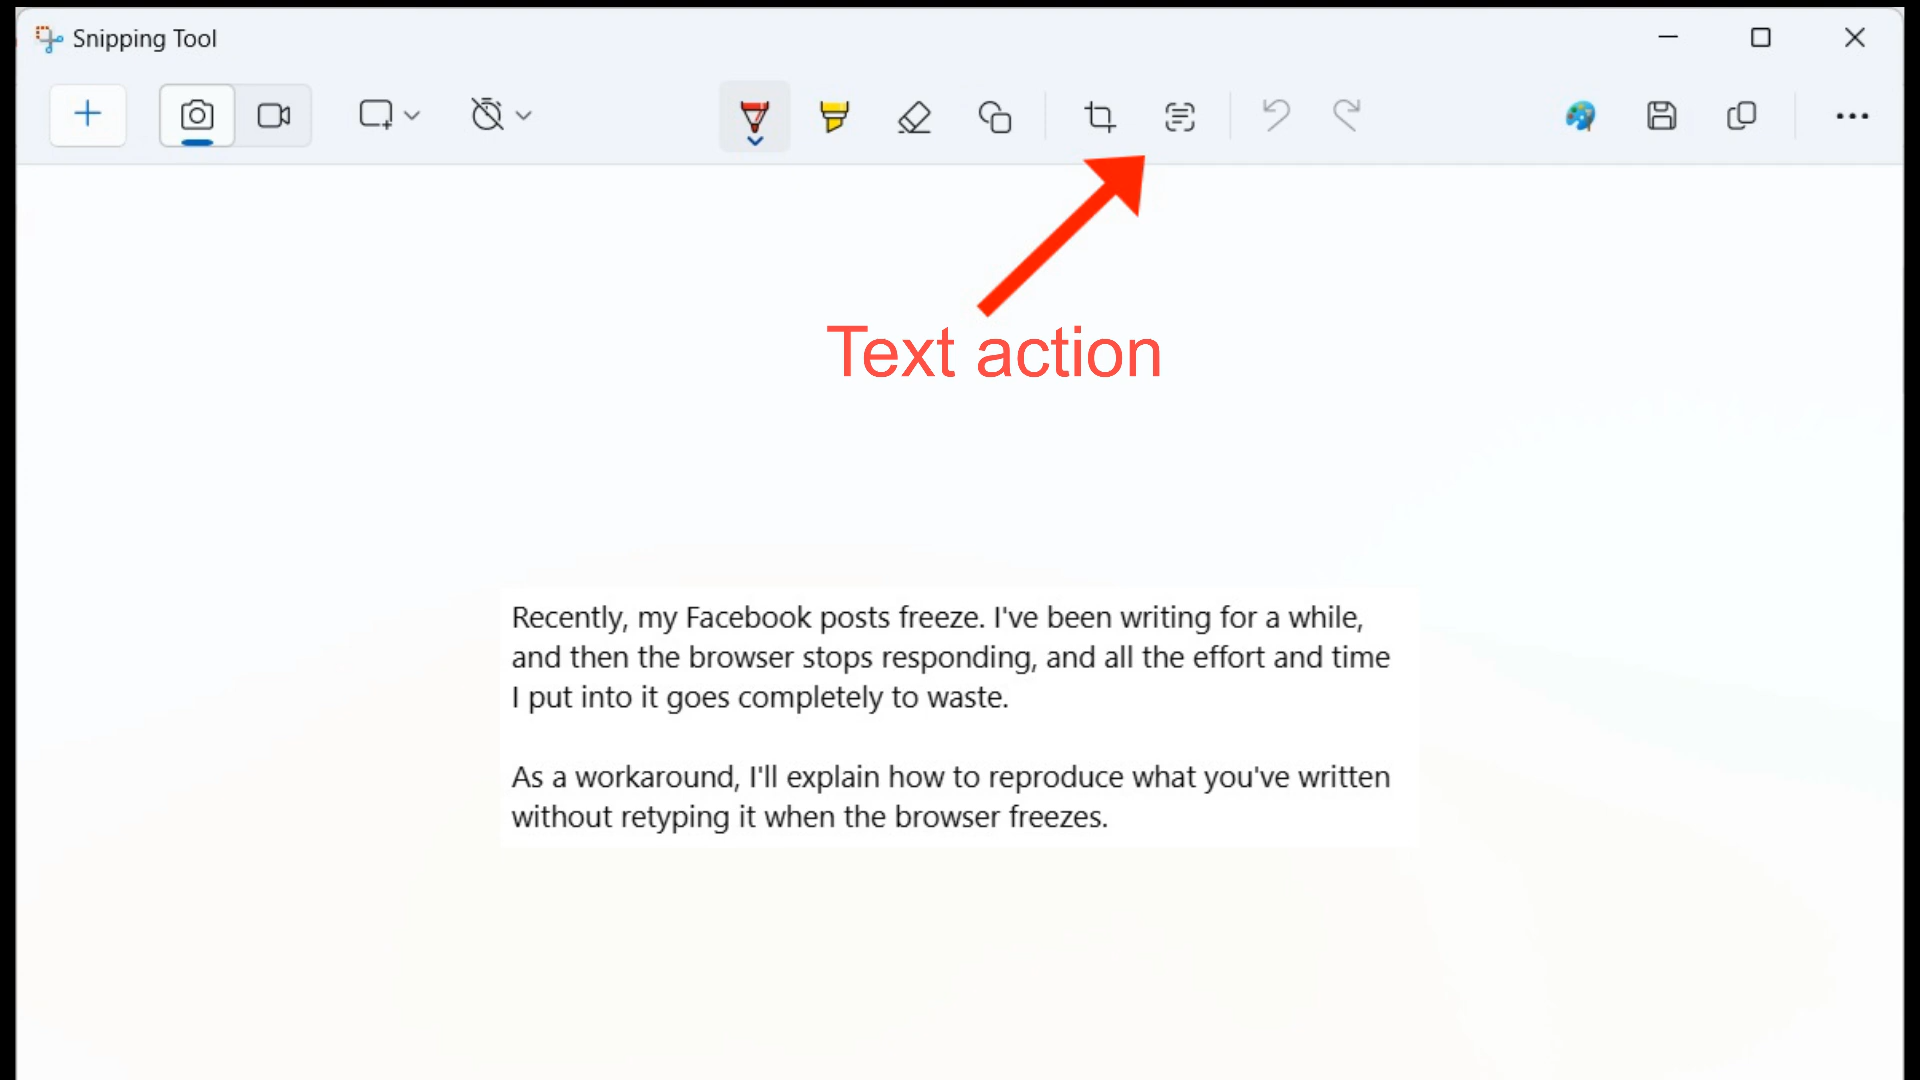 Snipping Tool
Text action
Recently, my Facebook posts freeze. I've been writing for a while,
and then the browser stops responding, and all the effort and time
I put into it goes completely to waste.
As a workaround, I'll explain how to reproduce what you've written
without retyping it when the browser freezes.